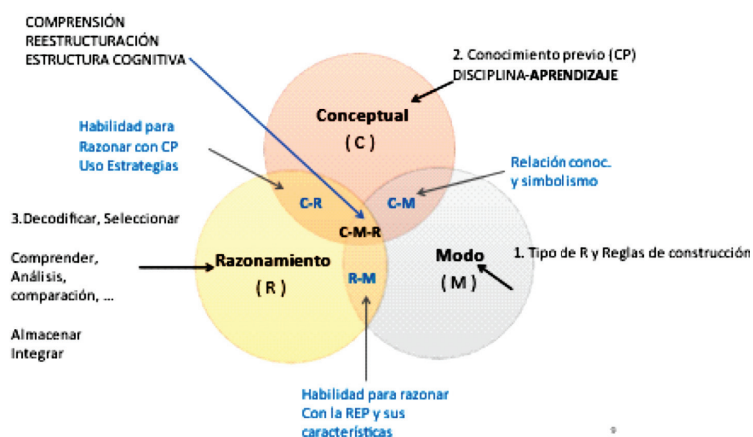 COMPRENSIÓN
REESTRUCTURACIÓN
ESTRUCTURA COGNITIVA
2. Conocimiento previo (CP)
DISCIPLINA-APRENDIZAJE
Conceptual
( C )
Habilidad para
Razonar con CP
Uso Estrategias
Relación conoc.
y simbolismo
C-R
C-M
C-M-R
3.Decodificar, Seleccionar
Comprender,
Análisis,
comparación, ...
Almacenar
Integrar
Razonamiento
( R )
R-M
Modo
( M )
1. Tipo de R y Reglas de construcción
Habilidad para razonar
Con la REP y sus
características
9